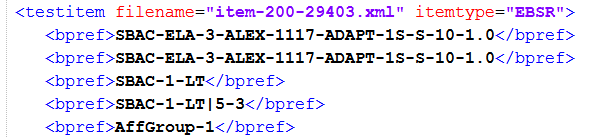 <testitem filename="item-200-29403.xml" itemtype="EBSR">
<bpref>SBAC-ELA-3-ALEX-1117-ADAPT-1S-S-10-1.0</bpref>
<bpref>SBAC-ELA-3-ALEX-1117-ADAPT-1S-S-10-1.0</bpref>
<bpref>SBAC-1-LT</bpref>
<bpref>SBAC-1-LT|5-3</bpref>
<bpref>AffGroup-1</bpref>